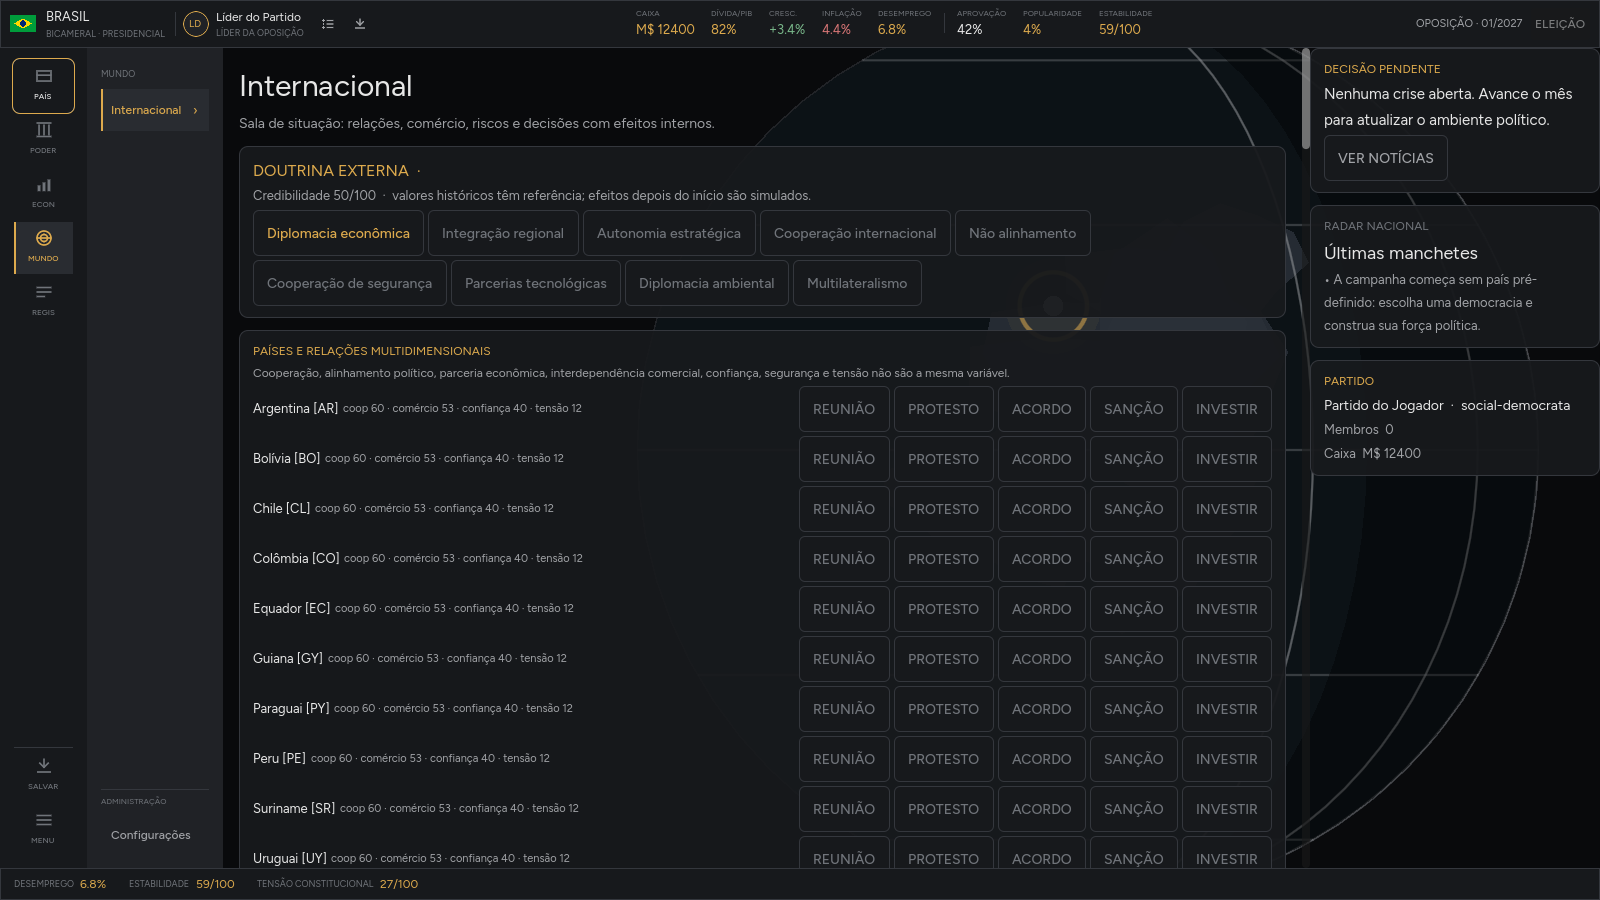 BRASIL
BICAMERAL · PRESIDENCIAL
LD
Líder do Partido
LÍDER DA OPOSIÇÃO
CAIXA
M$ 12400
DÍVIDA/PIB
82%
CRESC.
+3.4%
INFLAÇÃO
4.4%
DESEMPREGO
6.8%
APROVAÇÃO
42%
POPULARIDADE
4%
ESTABILIDADE
59/100
OPOSIÇÃO · 01/2027
ELEIÇÃO
PAÍS
PODER
ECON
MUNDO
REGIS
SALVAR
MENU
MUNDO
Internacional ›
ADMINISTRAÇÃO
Configurações
Internacional
Sala de situação: relações, comércio, riscos e decisões com efeitos internos.
DOUTRINA EXTERNA ·
Credibilidade 50/100 · valores históricos têm referência; efeitos depois do início são simulados.
Diplomacia econômica Integração regional Autonomia estratégica Cooperação internacional Não alinhamento
Cooperação de segurança Parcerias tecnológicas Diplomacia ambiental Multilateralismo
PAÍSES E RELAÇÕES MULTIDIMENSIONAIS
Cooperação, alinhamento político, parceria econômica, interdependência comercial, confiança, segurança e tensão não são a mesma variável.
Argentina [AR] coop 60 · comércio 53 · confiança 40 · tensão 12 REUNIÃO PROTESTO ACORDO SANÇÃO INVESTIR
Bolívia [BO] coop 60 · comércio 53 · confiança 40 · tensão 12 REUNIÃO PROTESTO ACORDO SANÇÃO INVESTIR
Chile [CL] coop 60 · comércio 53 · confiança 40 · tensão 12 REUNIÃO PROTESTO ACORDO SANÇÃO INVESTIR
Colômbia [CO] coop 60 · comércio 53 · confiança 40 · tensão 12 REUNIÃO PROTESTO ACORDO SANÇÃO INVESTIR
Equador [EC] coop 60 · comércio 53 · confiança 40 · tensão 12 REUNIÃO PROTESTO ACORDO SANÇÃO INVESTIR
Guiana [GY] coop 60 · comércio 53 · confiança 40 · tensão 12 REUNIÃO PROTESTO ACORDO SANÇÃO INVESTIR
Paraguai [PY] coop 60 · comércio 53 · confiança 40 · tensão 12 REUNIÃO PROTESTO ACORDO SANÇÃO INVESTIR
Peru [PE] coop 60 · comércio 53 · confiança 40 · tensão 12 REUNIÃO PROTESTO ACORDO SANÇÃO INVESTIR
Suriname [SR] coop 60 · comércio 53 · confiança 40 · tensão 12 REUNIÃO PROTESTO ACORDO SANÇÃO INVESTIR
Uruguai [UY] coop 60 · comércio 53 · confiança 40 · tensão 12 REUNIÃO PROTESTO ACORDO SANÇÃO INVESTIR
DECISÃO PENDENTE
Nenhuma crise aberta. Avance o mês
para atualizar o ambiente político.
VER NOTÍCIAS
RADAR NACIONAL
Últimas manchetes
• A campanha começa sem país pré-
definido: escolha uma democracia e
construa sua força política.
PARTIDO
Partido do Jogador · social-democrata
Membros 0
Caixa M$ 12400
DESEMPREGO 6.8% ESTABILIDADE 59/100 TENSÃO CONSTITUCIONAL 27/100